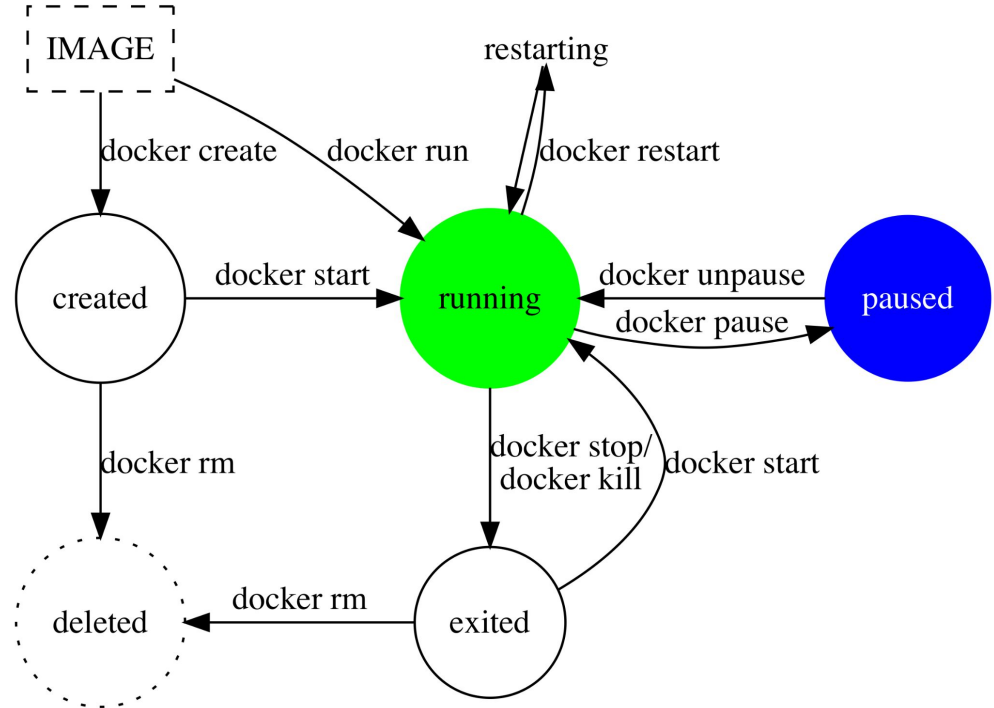 IMAGE
restarting
docker create
docker run
docker restart
docker start
docker unpause
created
running
paused
docker pause
docker stop/
docker kill
docker rm
docker start
docker rm
deleted
exited